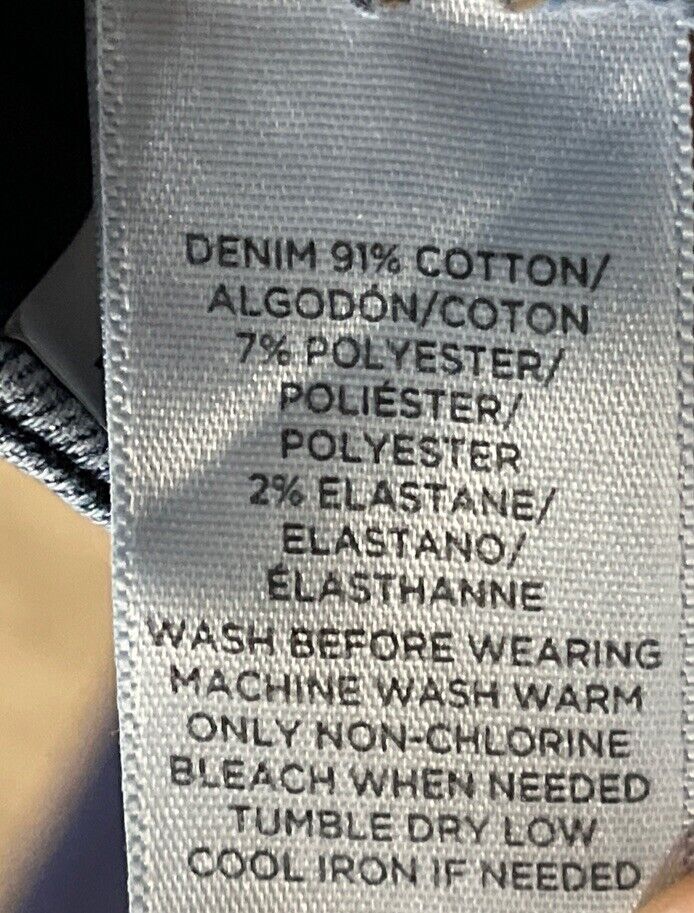 DENIM 91% COTTON/
ALGODÓN/COTON
7% POLYESTER/
POLIÉSTER/
POLYESTER
2% ELASTANE/
ELASTANO/
ÉLASTHANNE
WASH BEFORE WEARING
MACHINE WASH WARM
ONLY NON-CHLORINE
BLEACH WHEN NEEDED
TUMBLE DRY LOW
COOL IRON IF NEEDED